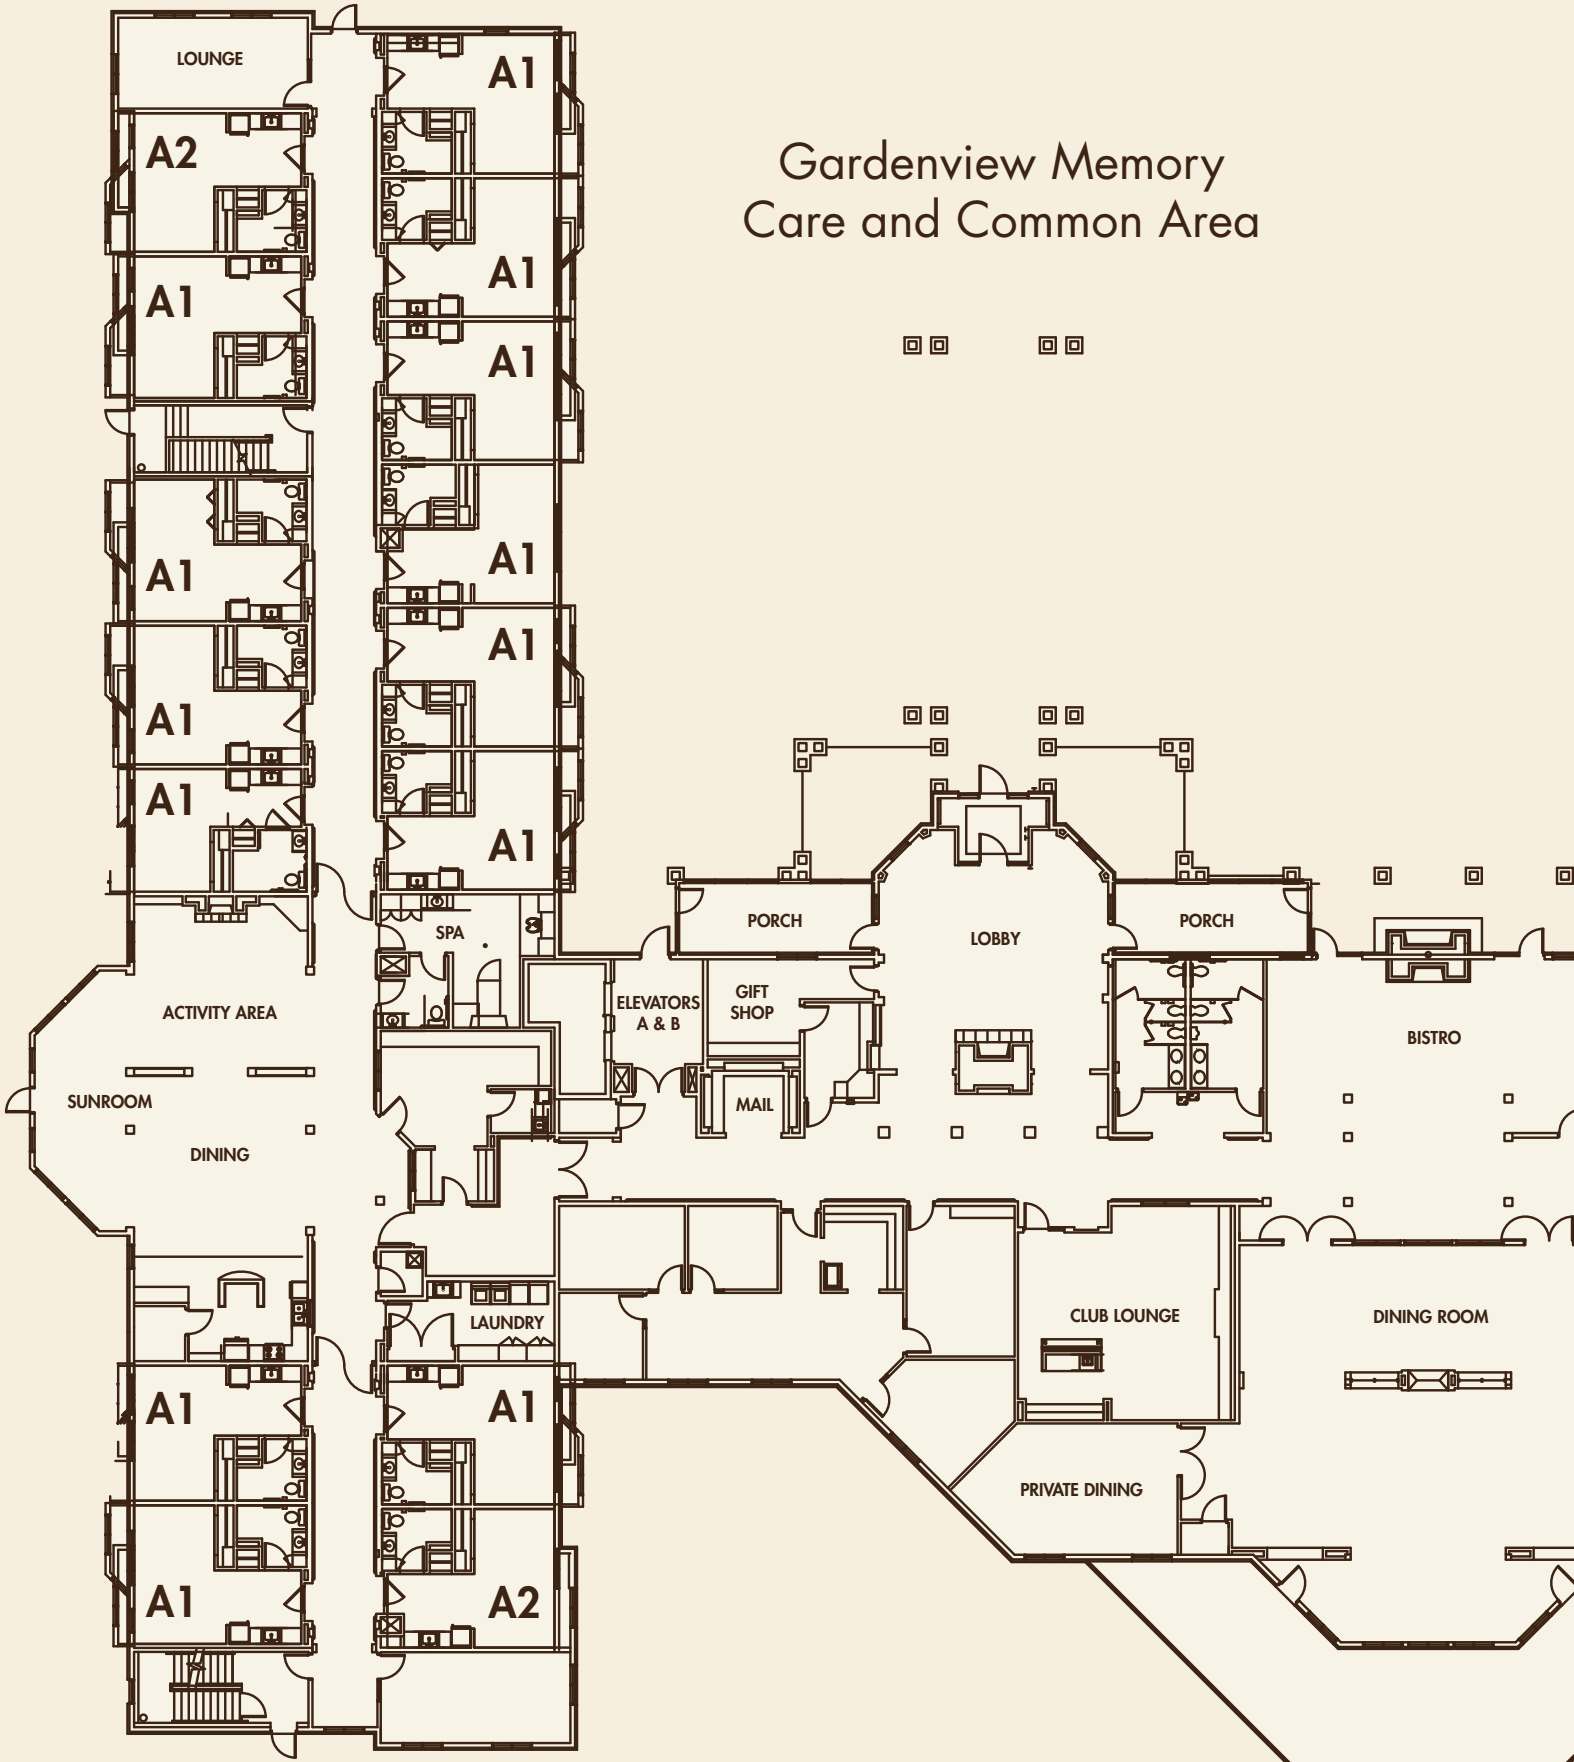 LOUNGE
A1
A2
Gardenview Memory
Care and Common Area
A1
A1
A1
A1
A1
A1
A1
A1
A1
A1
SPA
PORCH
LOBBY
PORCH
ACTIVITY AREA
ELEVATORS
A & B
GIFT
SHOP
BISTRO
SUNROOM
MAIL
DINING
LAUNDRY
CLUB LOUNGE
DINING ROOM
A1
A1
PRIVATE DINING
A1
A2